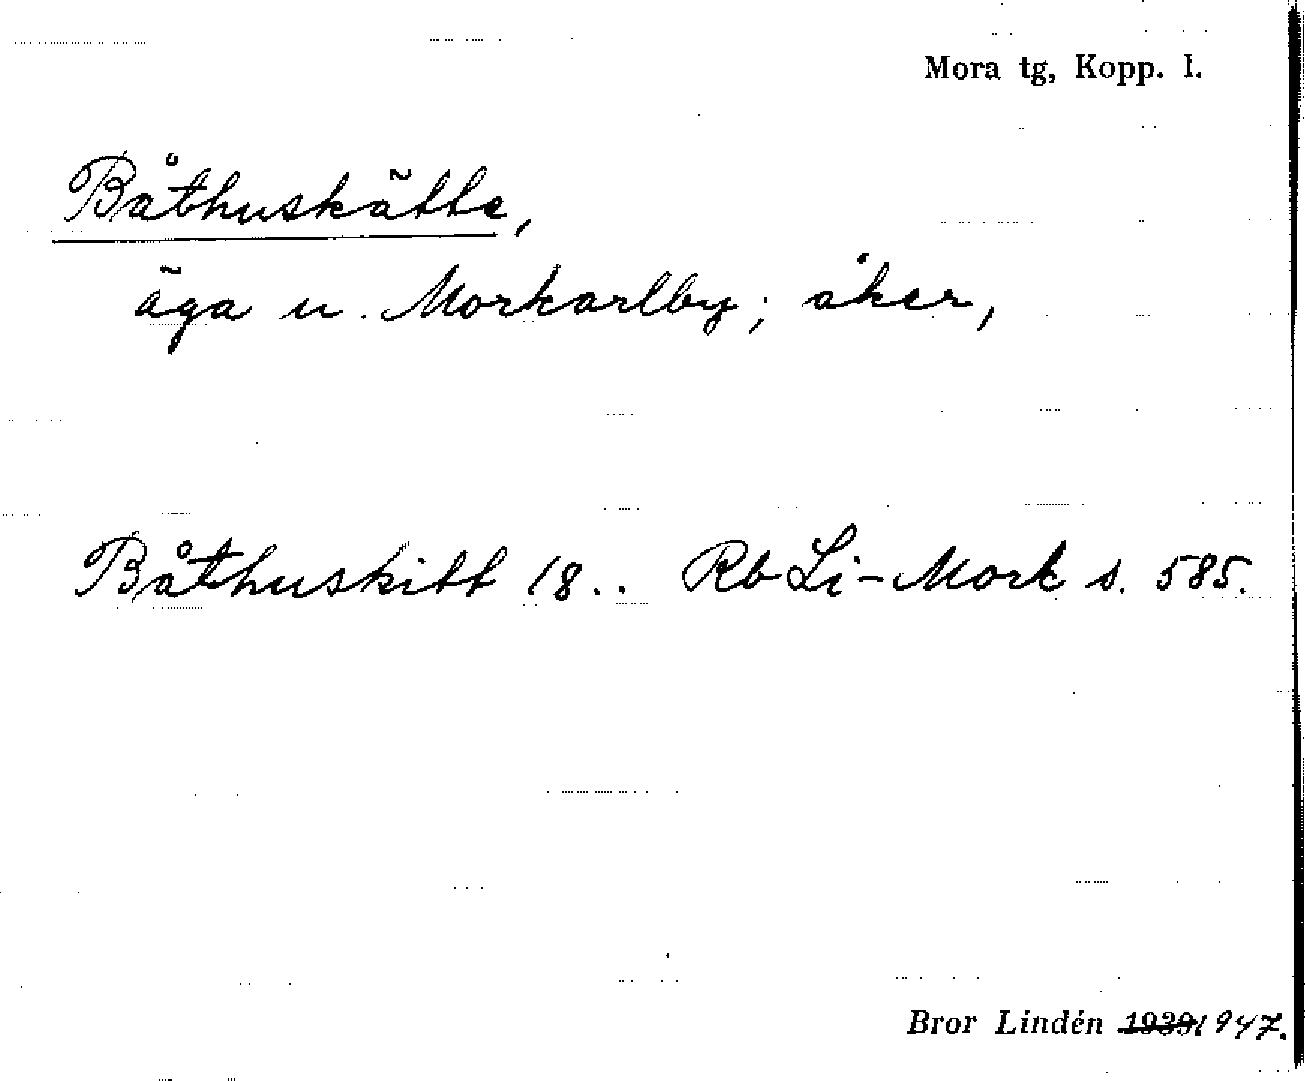 Mora tg, Kopp. l.
Båthuskätte,
äga u. Morkarlby; åker,
Båthuskitt 18.. Rb Li-Mork s. 585.
Bror Lindén 1939 1947.